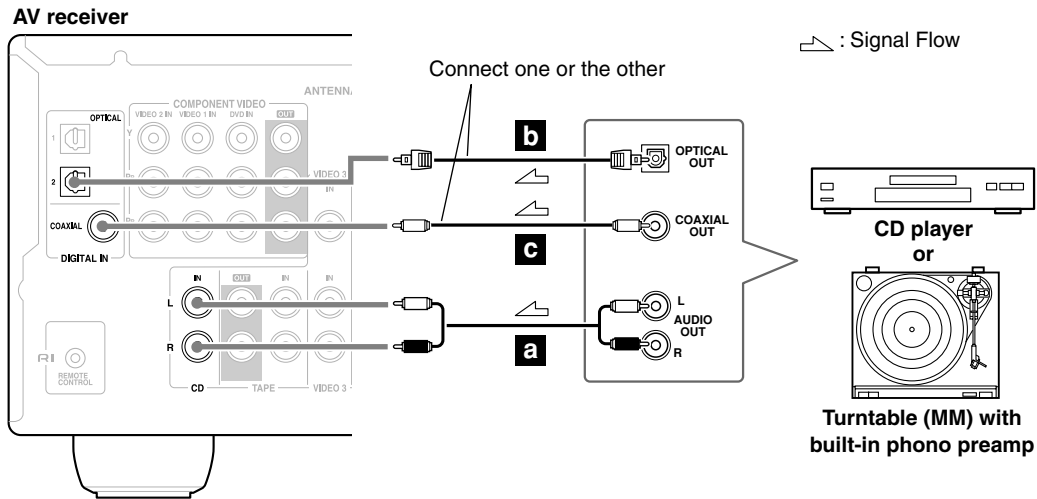 AV receiver
: Signal Flow
Connect one or the other
ANTENNA
COMPONENT VIDEO
VIDEO 2 IN VIDEO 1 IN DVD IN OUT
OPTICAL
1
Y
2
PB
VIDEO 3
IN
PR
COAXIAL
DIGITAL IN
b
OPTICAL
OUT
c
COAXIAL
OUT
CD player
or
IN OUT IN IN
L
R
a
L
AUDIO
OUT
R
RI
REMOTE
CONTROL
CD TAPE VIDEO 3
Turntable (MM) with
built-in phono preamp